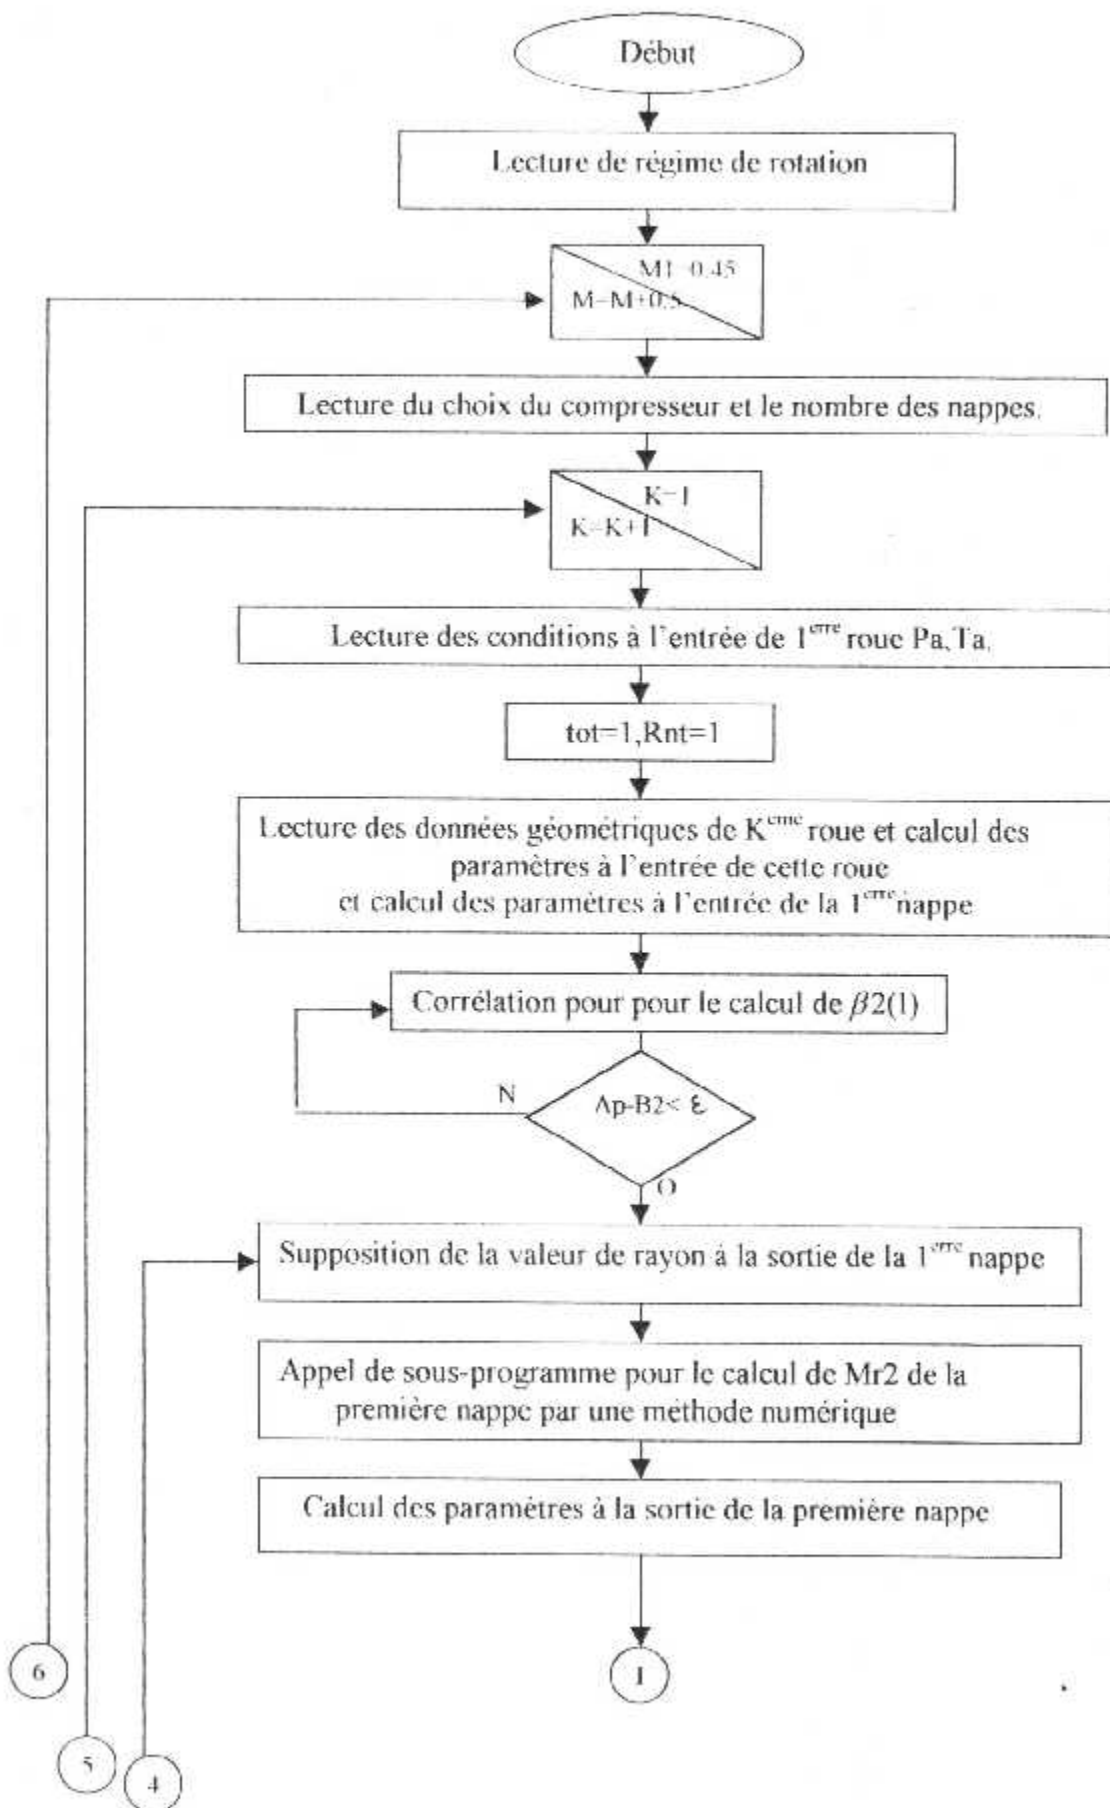 Début
Lecture de régime de rotation
M1=0.45
M=M+0.5
Lecture du choix du compresseur et le nombre des nappes.
K=1
K=K+1
Lecture des conditions à l'entrée de 1erre roue Pa,Ta.
tot=1,Rnt=1
Lecture des données géométriques de Keme roue et calcul des
paramètres à l'entrée de cette roue
et calcul des paramètres à l'entrée de la 1erre nappe
Corrélation pour pour le calcul de β2(1)
N
Ap-B2< ε
O
Supposition de la valeur de rayon à la sortie de la 1erre nappe
Appel de sous-programme pour le calcul de Mr2 de la
première nappe par une méthode numérique
Calcul des paramètres à la sortie de la première nappe
6
1
5
4